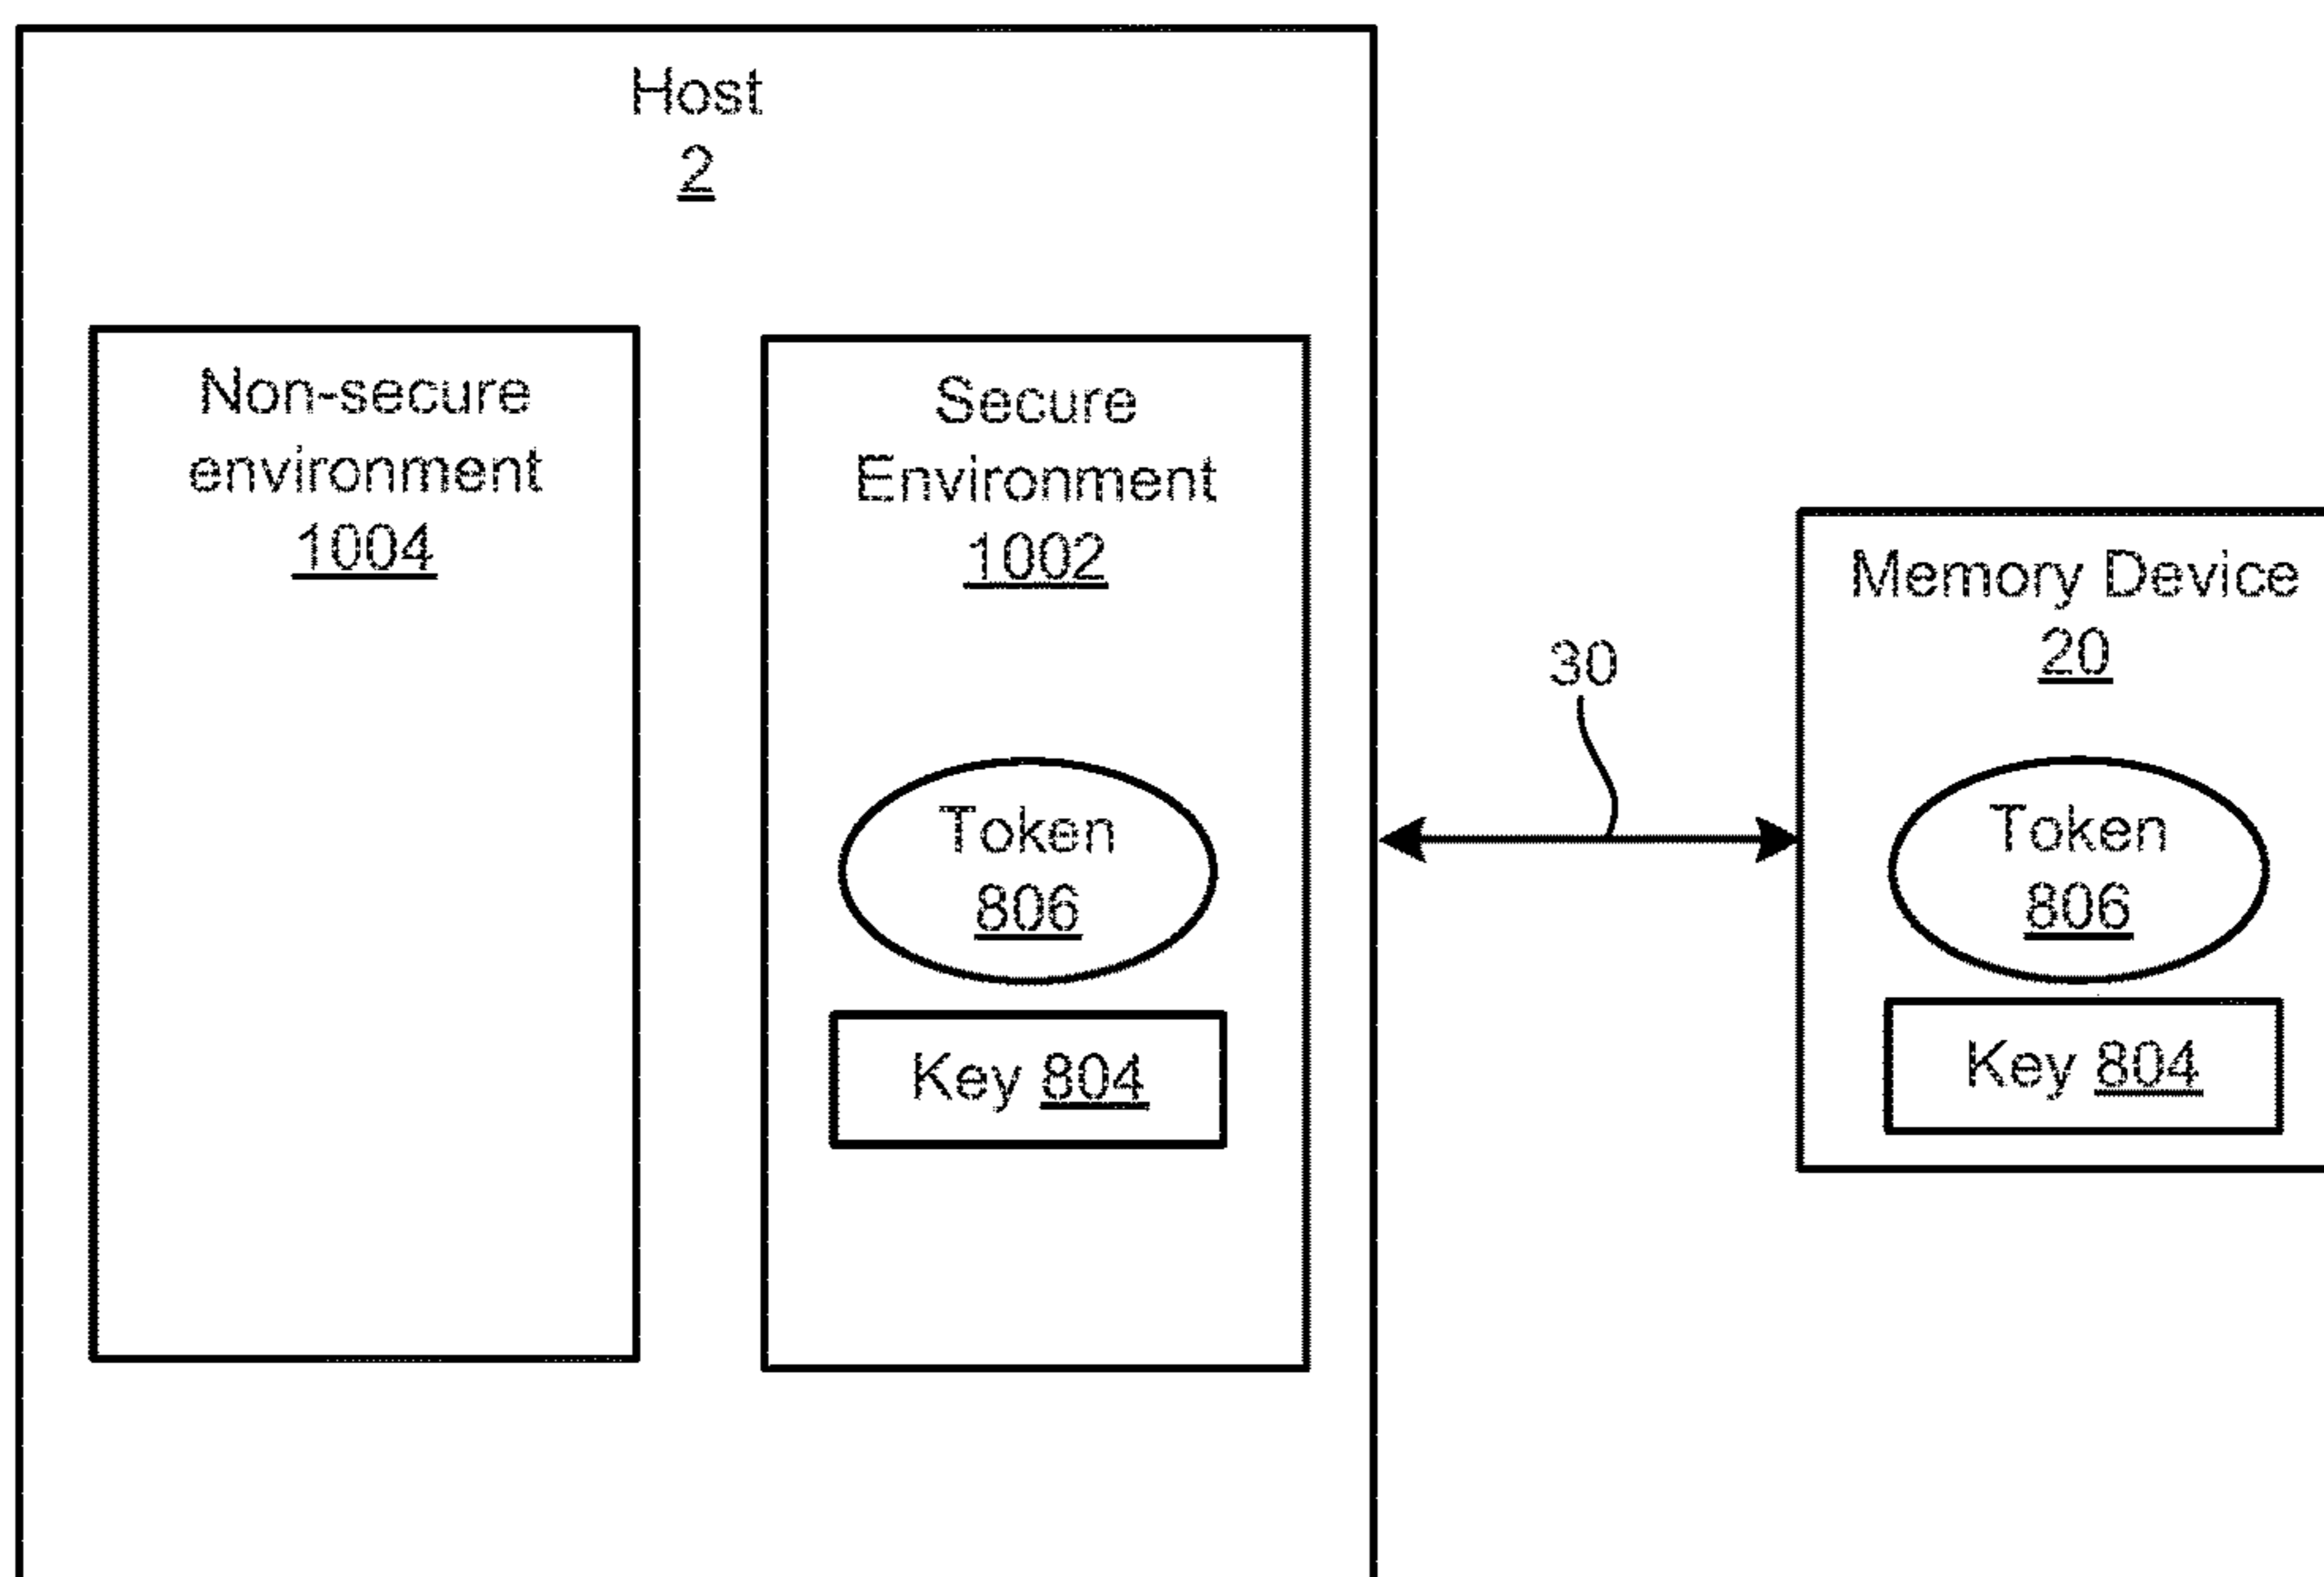 Host
2
Non-secure
environment
1004
Secure
Environment
1002
Token
806
Key 804
30
Memory Device
20
Token
806
Key 804